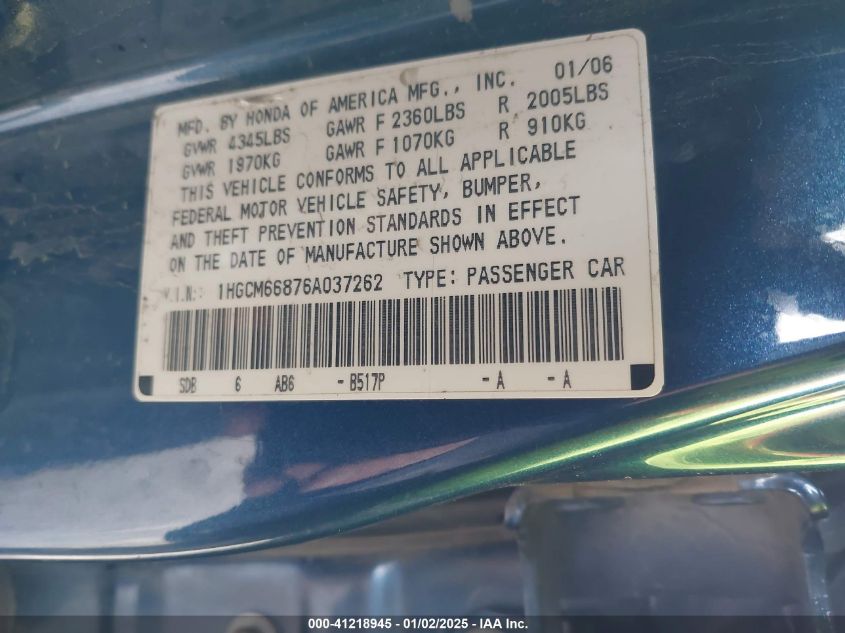 MFD. BY HONDA OF AMERICA MFG., INC. 01/06
GVWR 4345LBS GAWR F 2360LBS R 2005LBS
GVWR 1970KG GAWR F 1070KG R 910KG
THIS VEHICLE CONFORMS TO ALL APPLICABLE
FEDERAL MOTOR VEHICLE SAFETY, BUMPER,
AND THEFT PREVENTION STANDARDS IN EFFECT
ON THE DATE OF MANUFACTURE SHOWN ABOVE.
V.I.N: 1HGCM66876A037262 TYPE: PASSENGER CAR
SDB 6 AB6 - B517P - A - A
000-41218945 - 01/02/2025 - IAA Inc.